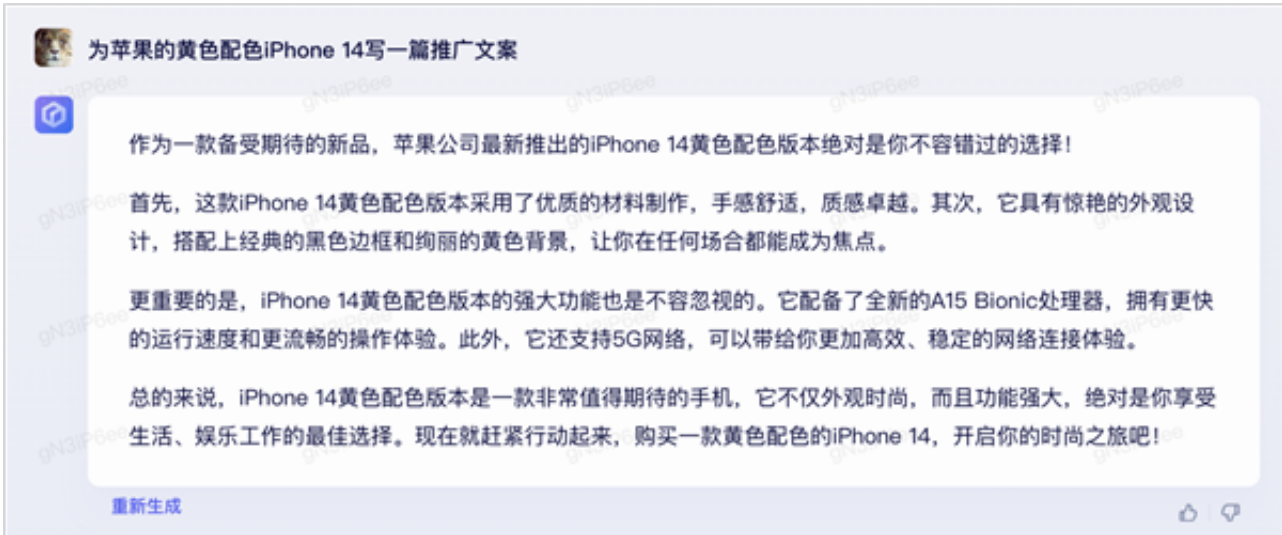 为苹果的黄色配色iPhone 14写一篇推广文案
作为一款备受期待的新品，苹果公司最新推出的iPhone 14黄色配色版本绝对是你不容错过的选择！
首先，这款iPhone 14黄色配色版本采用了优质的材料制作，手感舒适，质感卓越。其次，它具有惊艳的外观设
计，搭配上经典的黑色边框和绚丽的黄色背景，让你在任何场合都能成为焦点。
更重要的是，iPhone 14黄色配色版本的强大功能也是不容忽视的。它配备了全新的A15 Bionic处理器，拥有更快
的运行速度和更流畅的操作体验。此外，它还支持5G网络，可以带给你更加高效、稳定的网络连接体验。
总的来说，iPhone 14黄色配色版本是一款非常值得期待的手机，它不仅外观时尚，而且功能强大，绝对是你享受
生活、娱乐工作的最佳选择。现在就赶紧行动起来，购买一款黄色配色的iPhone 14，开启你的时尚之旅吧！
重新生成
gN3iP6ee